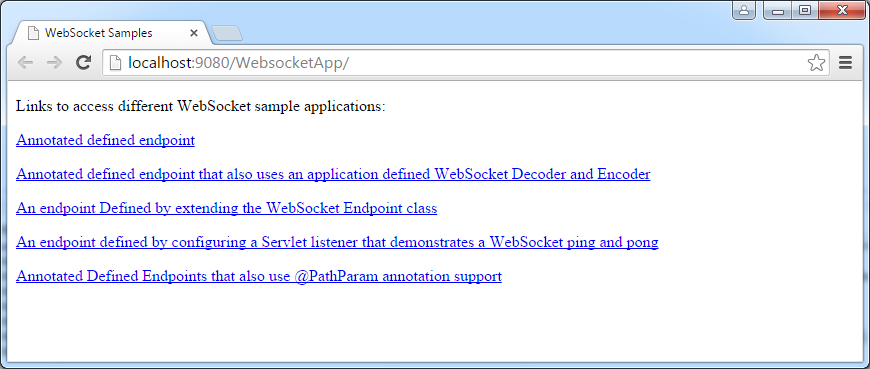 WebSocket Samples
localhost:9080/WebsocketApp/
Links to access different WebSocket sample applications:
Annotated defined endpoint
Annotated defined endpoint that also uses an application defined WebSocket Decoder and Encoder
An endpoint Defined by extending the WebSocket Endpoint class
An endpoint defined by configuring a Servlet listener that demonstrates a WebSocket ping and pong
Annotated Defined Endpoints that also use @PathParam annotation support